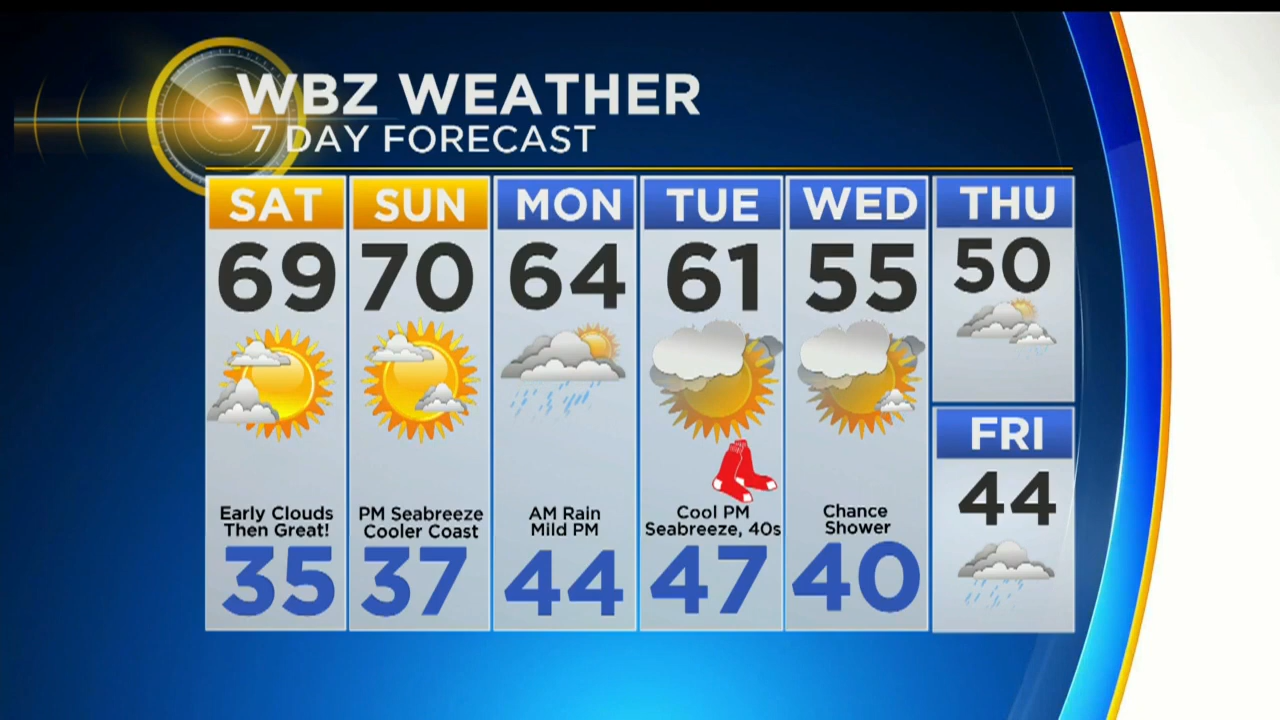 WBZ WEATHER
7 DAY FORECAST
SAT
69
Early Clouds
Then Great!
35
SUN
70
PM Seabreeze
Cooler Coast
37
MON
64
AM Rain
Mild PM
44
TUE
61
Cool PM
Seabreeze, 40s
47
WED
55
Chance
Shower
40
THU
50
FRI
44